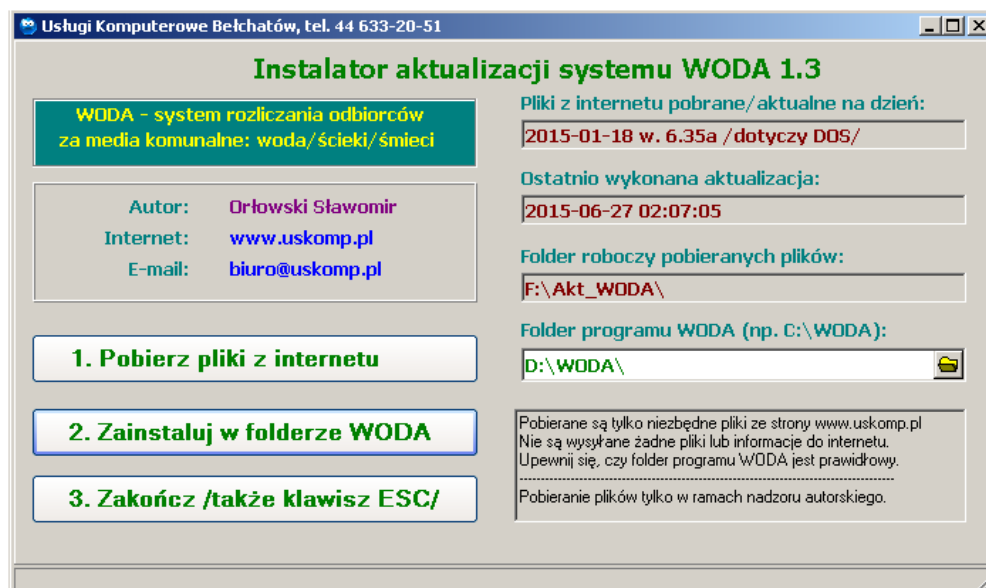 Usługi Komputerowe Bełchatów, tel. 44 633-20-51
Instalator aktualizacji systemu WODA 1.3
WODA - system rozliczania odbiorców
za media komunalne: woda/ścieki/śmieci
Autor: Orłowski Sławomir
Internet: www.uskomp.pl
E-mail: biuro@uskomp.pl
1. Pobierz pliki z internetu
2. Zainstaluj w folderze WODA
3. Zakończ /także klawisz ESC/
Pliki z internetu pobrane/aktualne na dzień:
2015-01-18 w. 6.35a /dotyczy DOS/
Ostatnio wykonana aktualizacja:
2015-06-27 02:07:05
Folder roboczy pobieranych plików:
F:\Akt_WODA\
Folder programu WODA (np. C:\WODA):
D:\WODA\
Pobierane są tylko niezbędne pliki ze strony www.uskomp.pl
Nie są wysyłane żadne pliki lub informacje do internetu.
Upewnij się, czy folder programu WODA jest prawidłowy.
Pobieranie plików tylko w ramach nadzoru autorskiego.